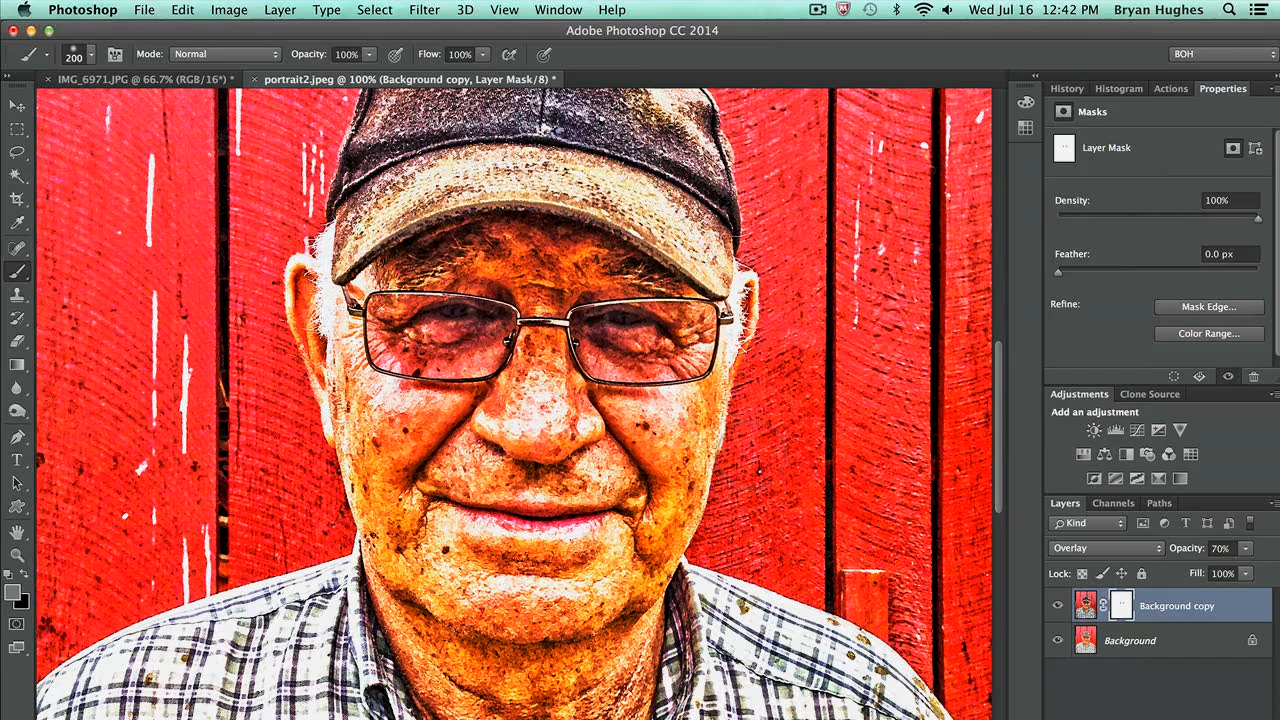 Photoshop File Edit Image Layer Type Select Filter 3D View Window Help Wed Jul 16 12:42 PM Bryan Hughes
Adobe Photoshop CC 2014
200 Mode: Normal Opacity: 100% Flow: 100% BOH
× IMG_6971.JPG @ 66.7% (RGB/16*) * × portrait2.jpeg @ 100% (Background copy, Layer Mask/8) *
History Histogram Actions Properties
Masks
Layer Mask
Density: 100%
Feather: 0.0 px
Refine: Mask Edge...
Color Range...
Adjustments Clone Source
Add an adjustment
Layers Channels Paths
Kind T
Overlay Opacity: 70%
Lock: Fill: 100%
Background copy
Background